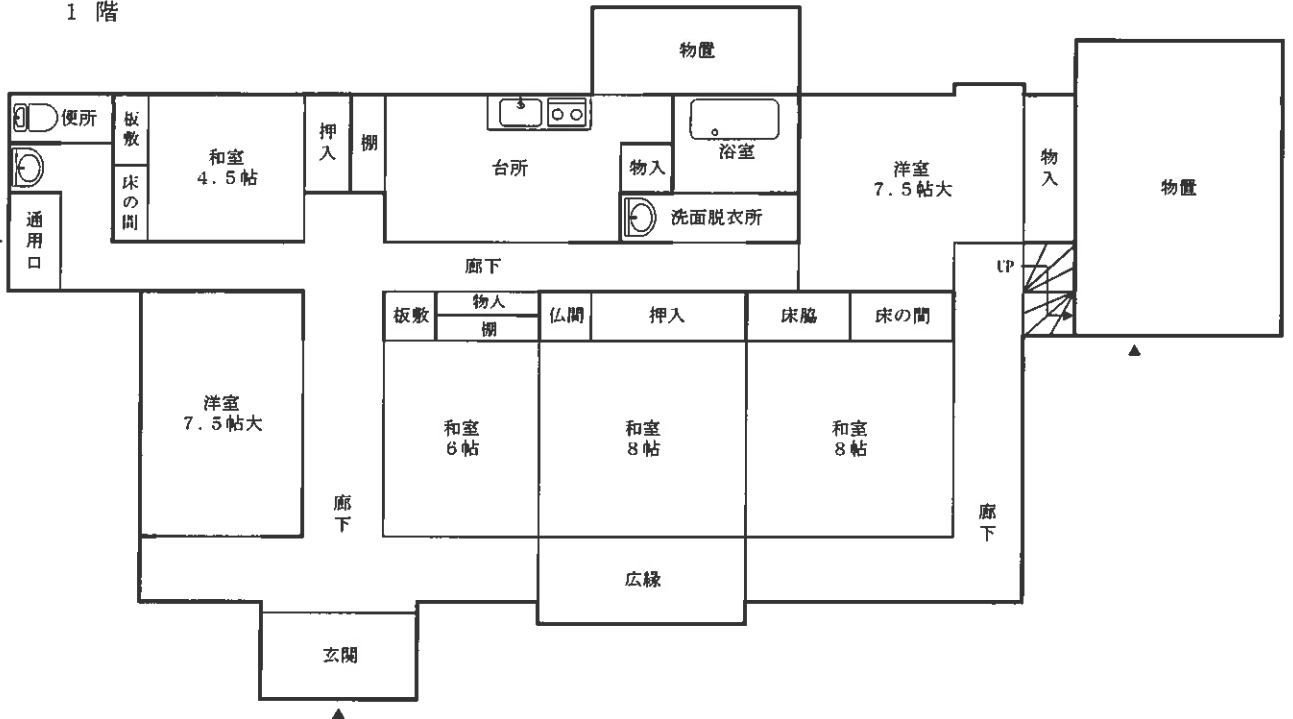 1 階
物置
便所
板敷
和室
4.5帖
押入
棚
台所
物入
浴室
洋室
7.5帖大
物入
物置
床の間
洗面脱衣所
通用口
廊下
UP
板敷
物入
棚
仏間
押入
床脇
床の間
洋室
7.5帖大
和室
6帖
和室
8帖
和室
8帖
廊下
廊下
広縁
玄関